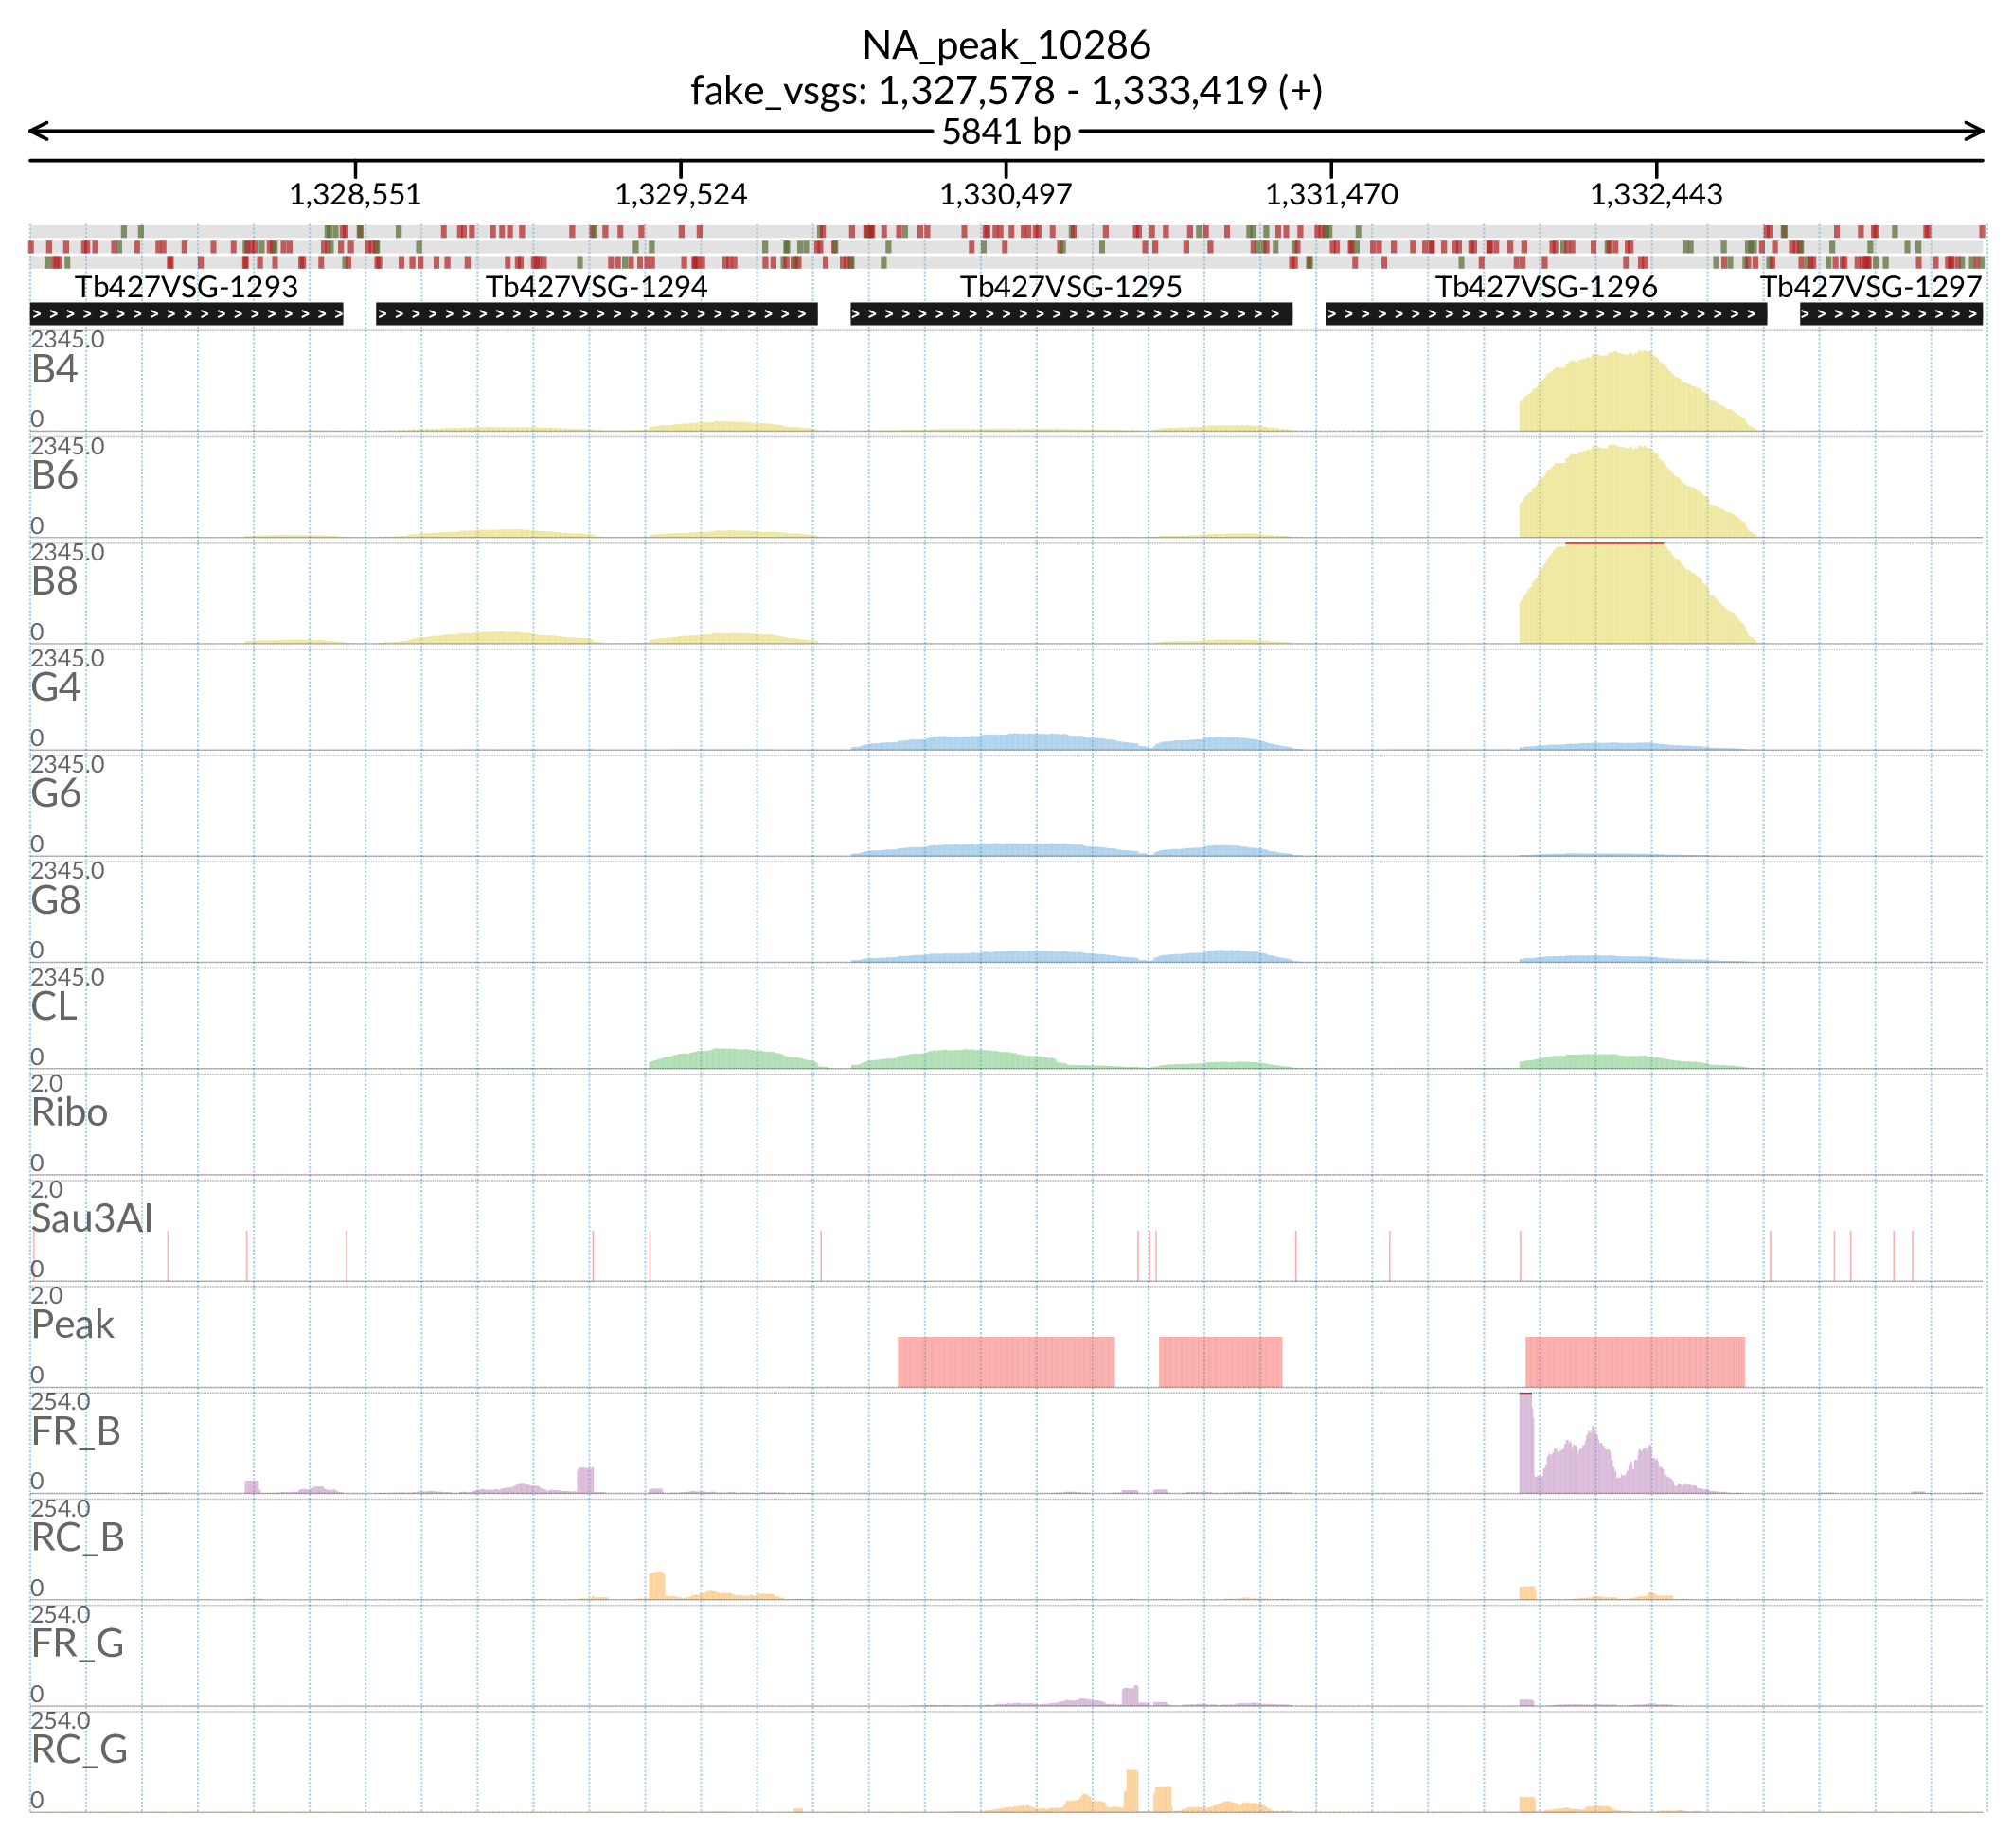 NA_peak_10286
fake_vsgs: 1,327,578 - 1,333,419 (+)
5841 bp
1,328,551 1,329,524 1,330,497 1,331,470 1,332,443
Tb427VSG-1293 Tb427VSG-1294 Tb427VSG-1295 Tb427VSG-1296 Tb427VSG-1297
2345.0
B4
0
2345.0
B6
0
2345.0
B8
0
2345.0
G4
0
2345.0
G6
0
2345.0
G8
0
2345.0
CL
0
2.0
Ribo
0
2.0
Sau3AI
0
2.0
Peak
0
254.0
FR_B
0
254.0
RC_B
0
254.0
FR_G
0
254.0
RC_G
0